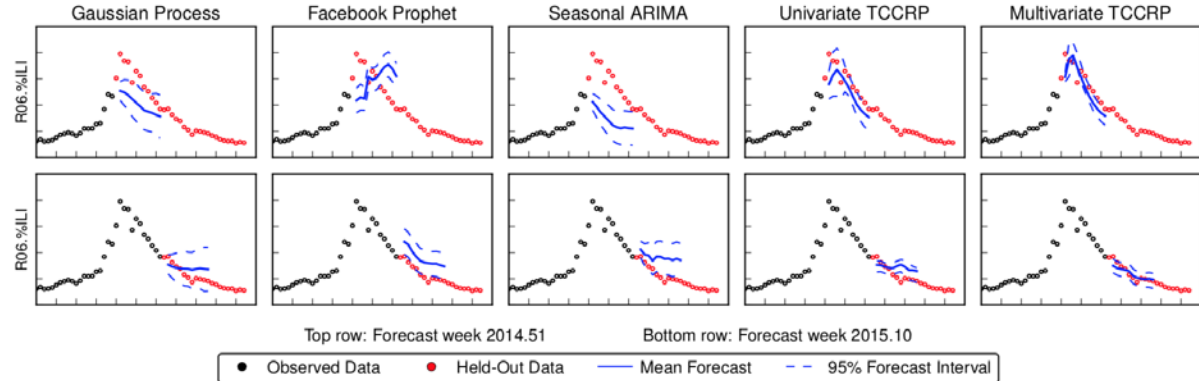 Gaussian Process Facebook Prophet Seasonal ARIMA Univariate TCCRP Multivariate TCCRP
R06.%ILI
R06.%ILI
Top row: Forecast week 2014.51 Bottom row: Forecast week 2015.10
Observed Data Held-Out Data Mean Forecast 95% Forecast Interval